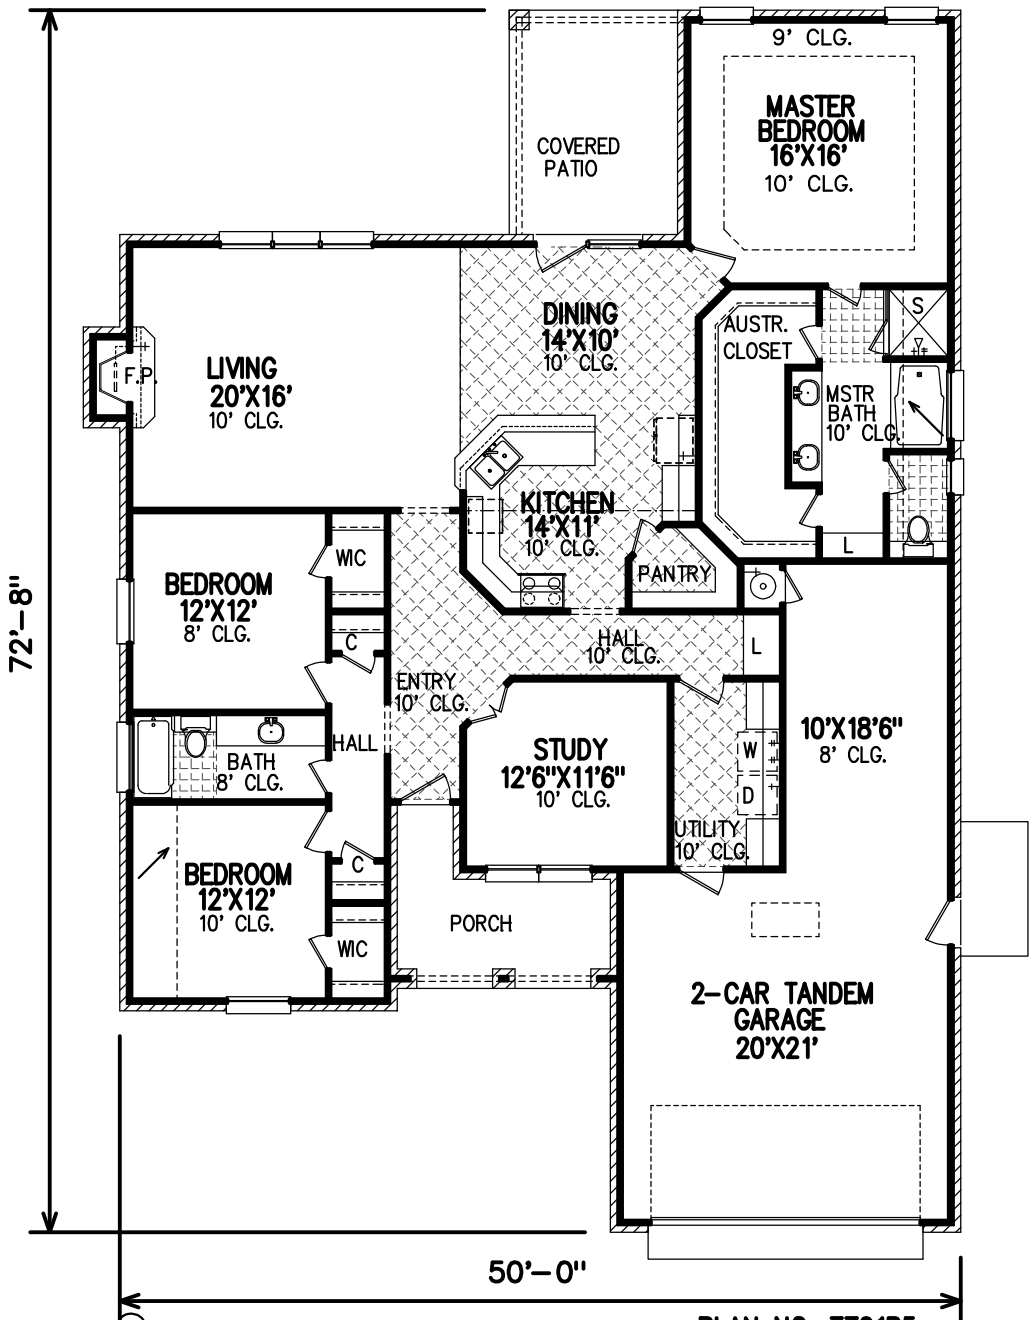 9' CLG.
MASTER
BEDROOM
16'X16'
10' CLG.
COVERED
PATIO
DINING
14'X10'
10' CLG.
AUSTR.
CLOSET
S
LIVING
20'X16'
10' CLG.
F.P.
MSTR
BATH
10' CLG.
KITCHEN
14'X11'
10' CLG.
WIC
L
PANTRY
BEDROOM
12'X12'
8' CLG.
C
HALL
10' CLG.
L
72'-8"
ENTRY
10' CLG.
HALL
STUDY
12'6"X11'6"
10' CLG.
W
D
10'X18'6"
8' CLG.
BATH
8' CLG.
UTILITY
10' CLG.
BEDROOM
12'X12'
10' CLG.
C
WIC
PORCH
2-CAR TANDEM
GARAGE
20'X21'
50'-0"
PLAN NO.